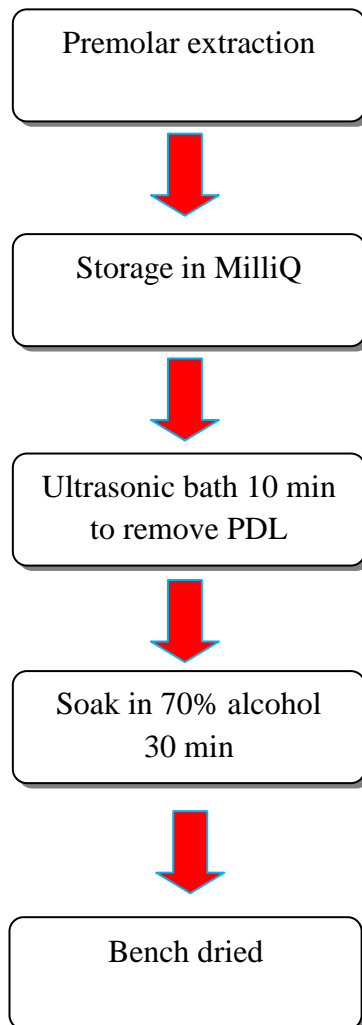 Premolar extraction
Storage in MilliQ
Ultrasonic bath 10 min
to remove PDL
Soak in 70% alcohol
30 min
Bench dried